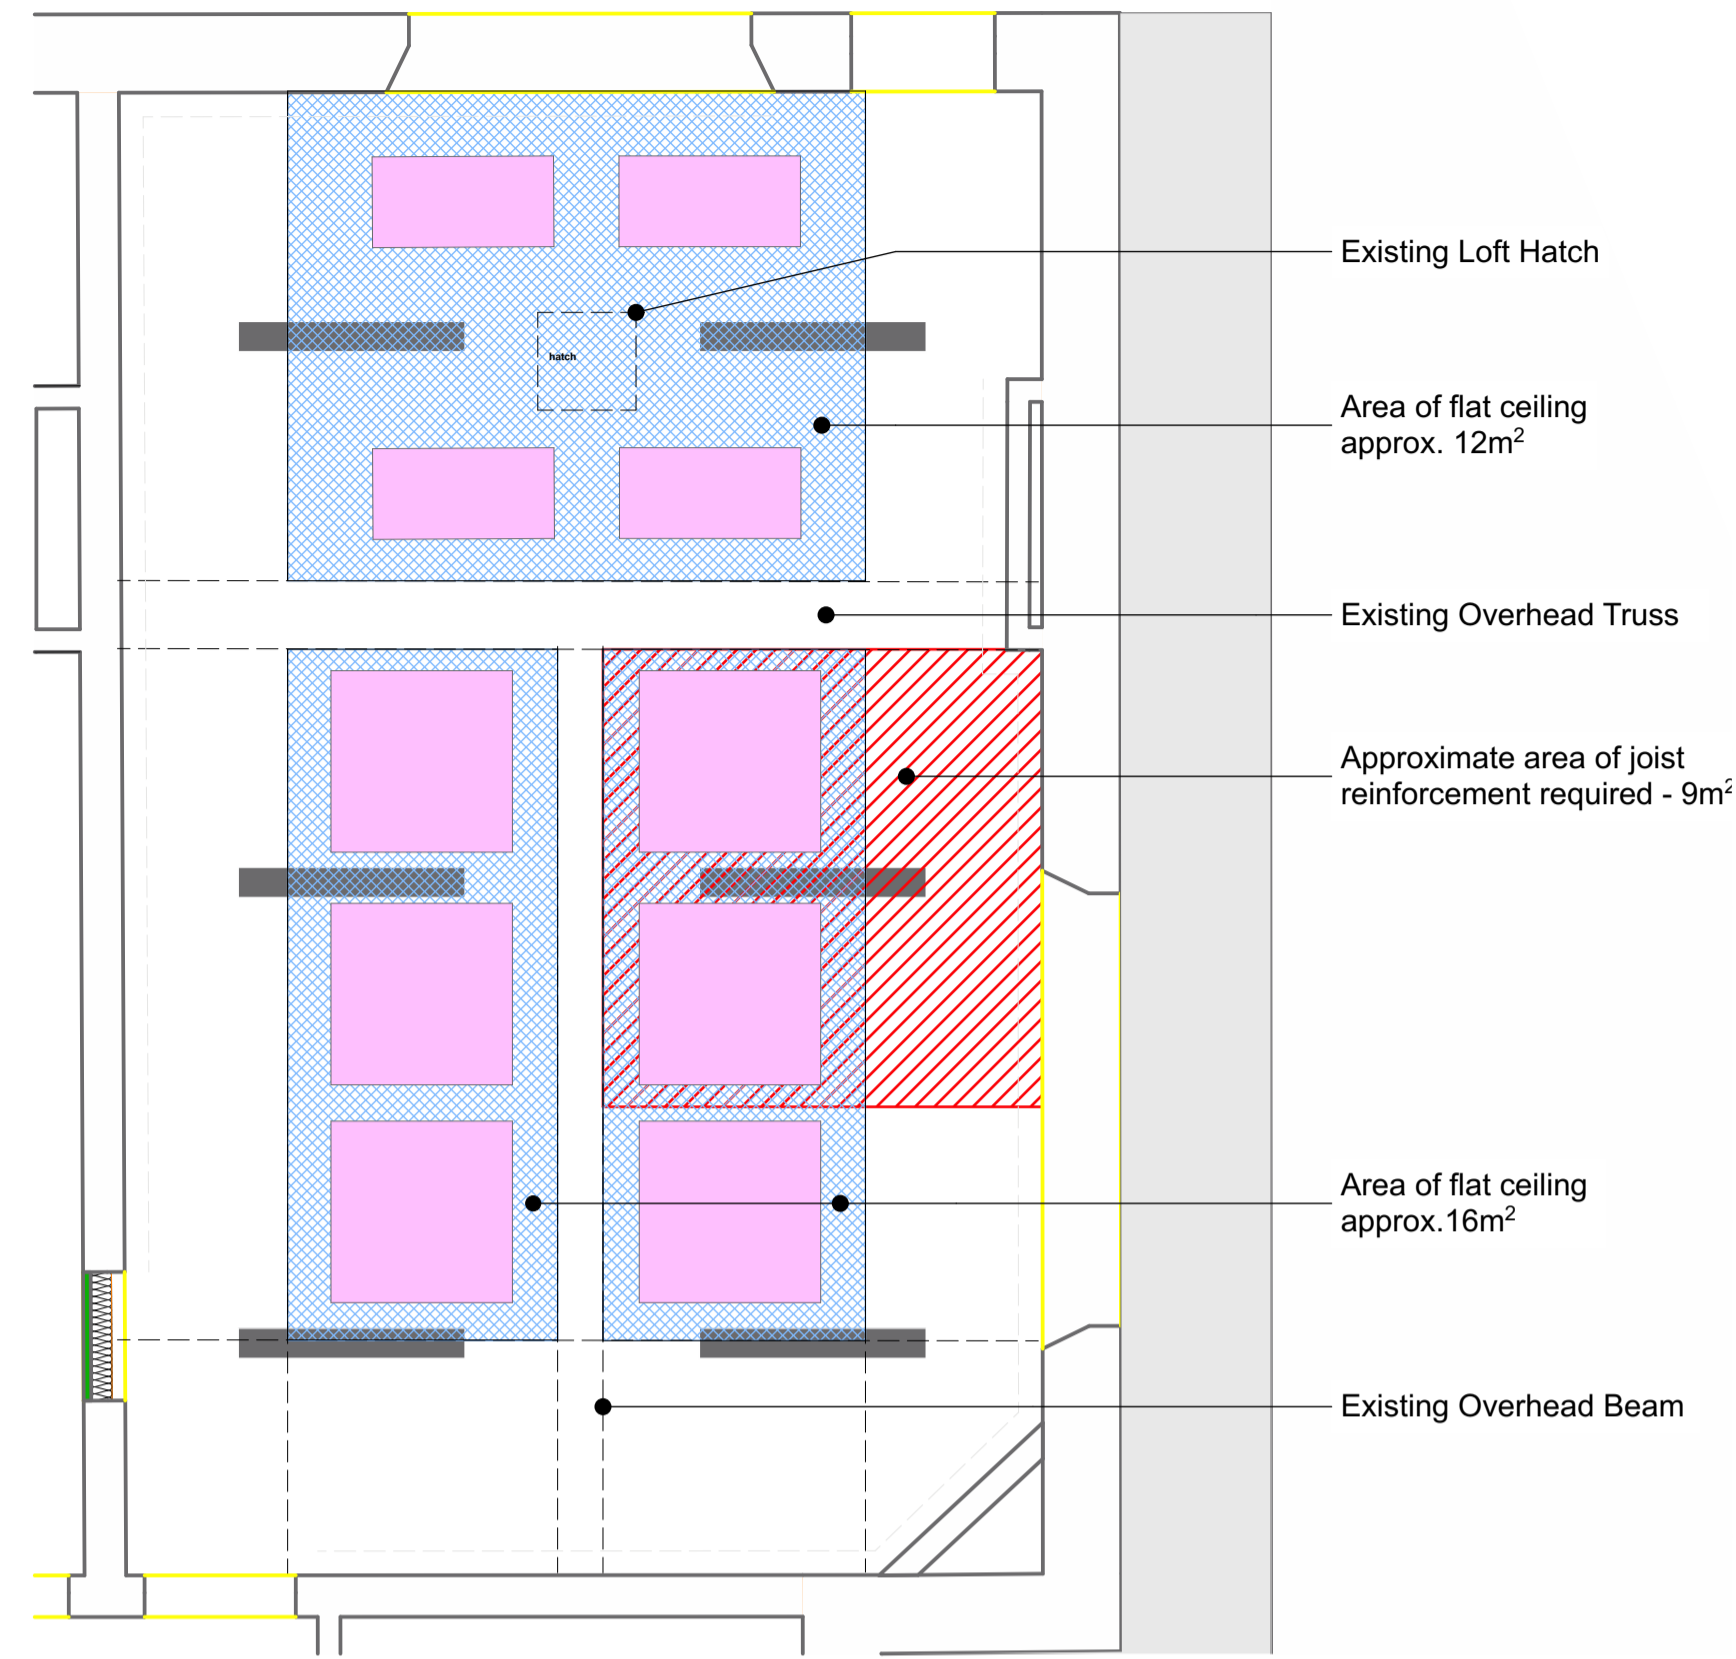 Existing Loft Hatch
hatch
Area of flat ceiling
approx. 12m²
Existing Overhead Truss
Approximate area of joist
reinforcement required - 9m²
Area of flat ceiling
approx.16m²
Existing Overhead Beam